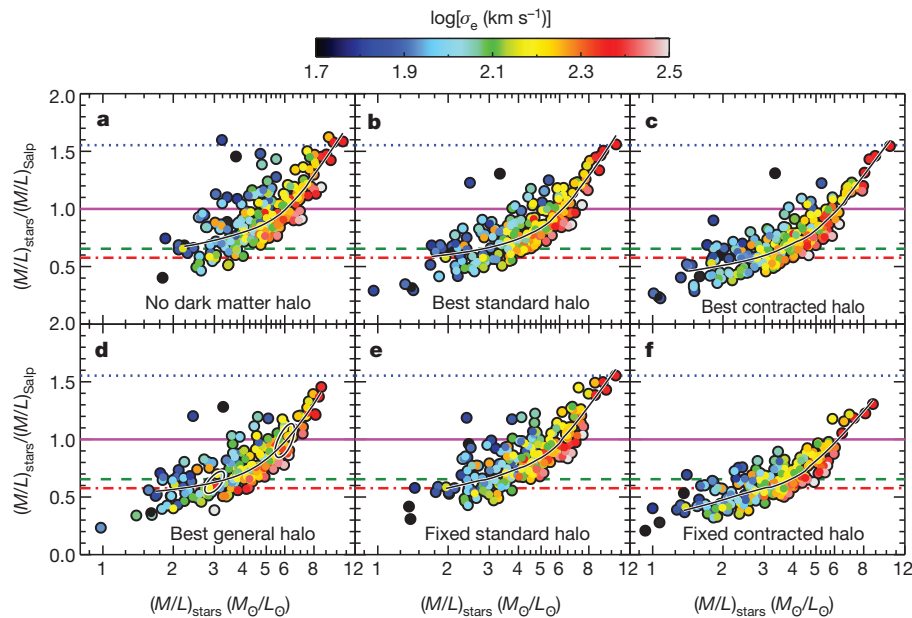 log[σe (km s−1)]
1.7 1.9 2.1 2.3 2.5
2.0
1.5
1.0
0.5
2.0
1.5
1.0
0.5
0.0
(M/L)stars/(M/L)Salp
(M/L)stars/(M/L)Salp
a b c
No dark matter halo Best standard halo Best contracted halo
d e f
Best general halo Fixed standard halo Fixed contracted halo
1 2 3 4 5 6 8 12 1 2 3 4 5 6 8 12 1 2 3 4 5 6 8 12
(M/L)stars (M⊙/L⊙) (M/L)stars (M⊙/L⊙) (M/L)stars (M⊙/L⊙)